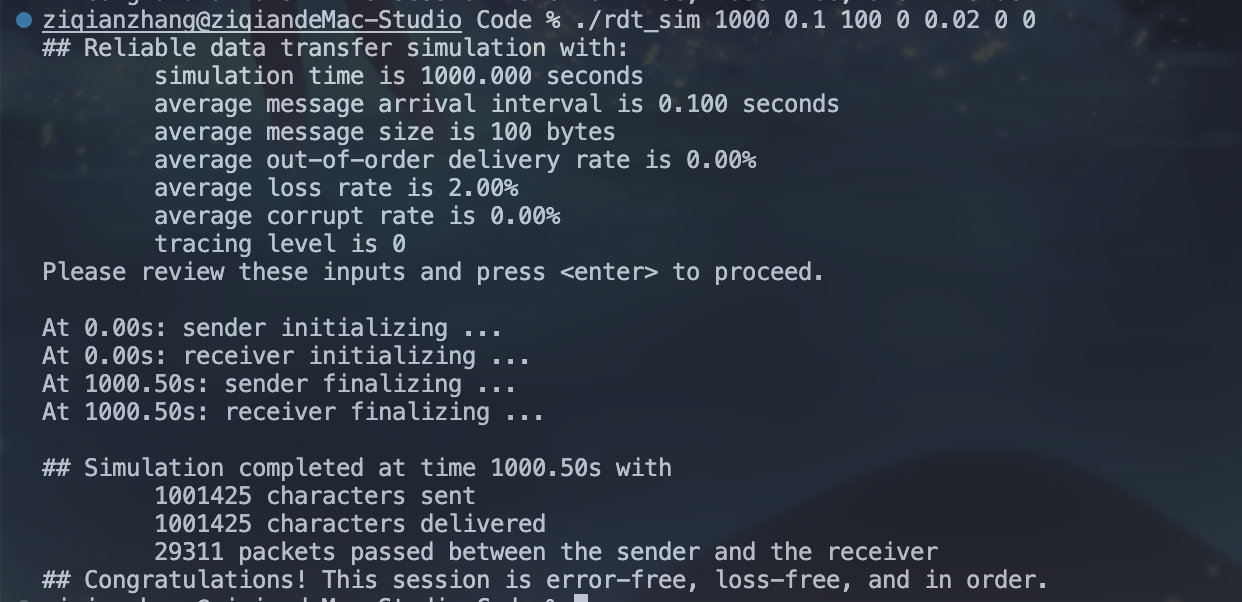 ziqianzhang@ziqiandeMac-Studio Code % ./rdt_sim 1000 0.1 100 0 0.02 0 0
## Reliable data transfer simulation with:
simulation time is 1000.000 seconds
average message arrival interval is 0.100 seconds
average message size is 100 bytes
average out-of-order delivery rate is 0.00%
average loss rate is 2.00%
average corrupt rate is 0.00%
tracing level is 0
Please review these inputs and press <enter> to proceed.
At 0.00s: sender initializing ...
At 0.00s: receiver initializing ...
At 1000.50s: sender finalizing ...
At 1000.50s: receiver finalizing ...
## Simulation completed at time 1000.50s with
1001425 characters sent
1001425 characters delivered
29311 packets passed between the sender and the receiver
## Congratulations! This session is error-free, loss-free, and in order.